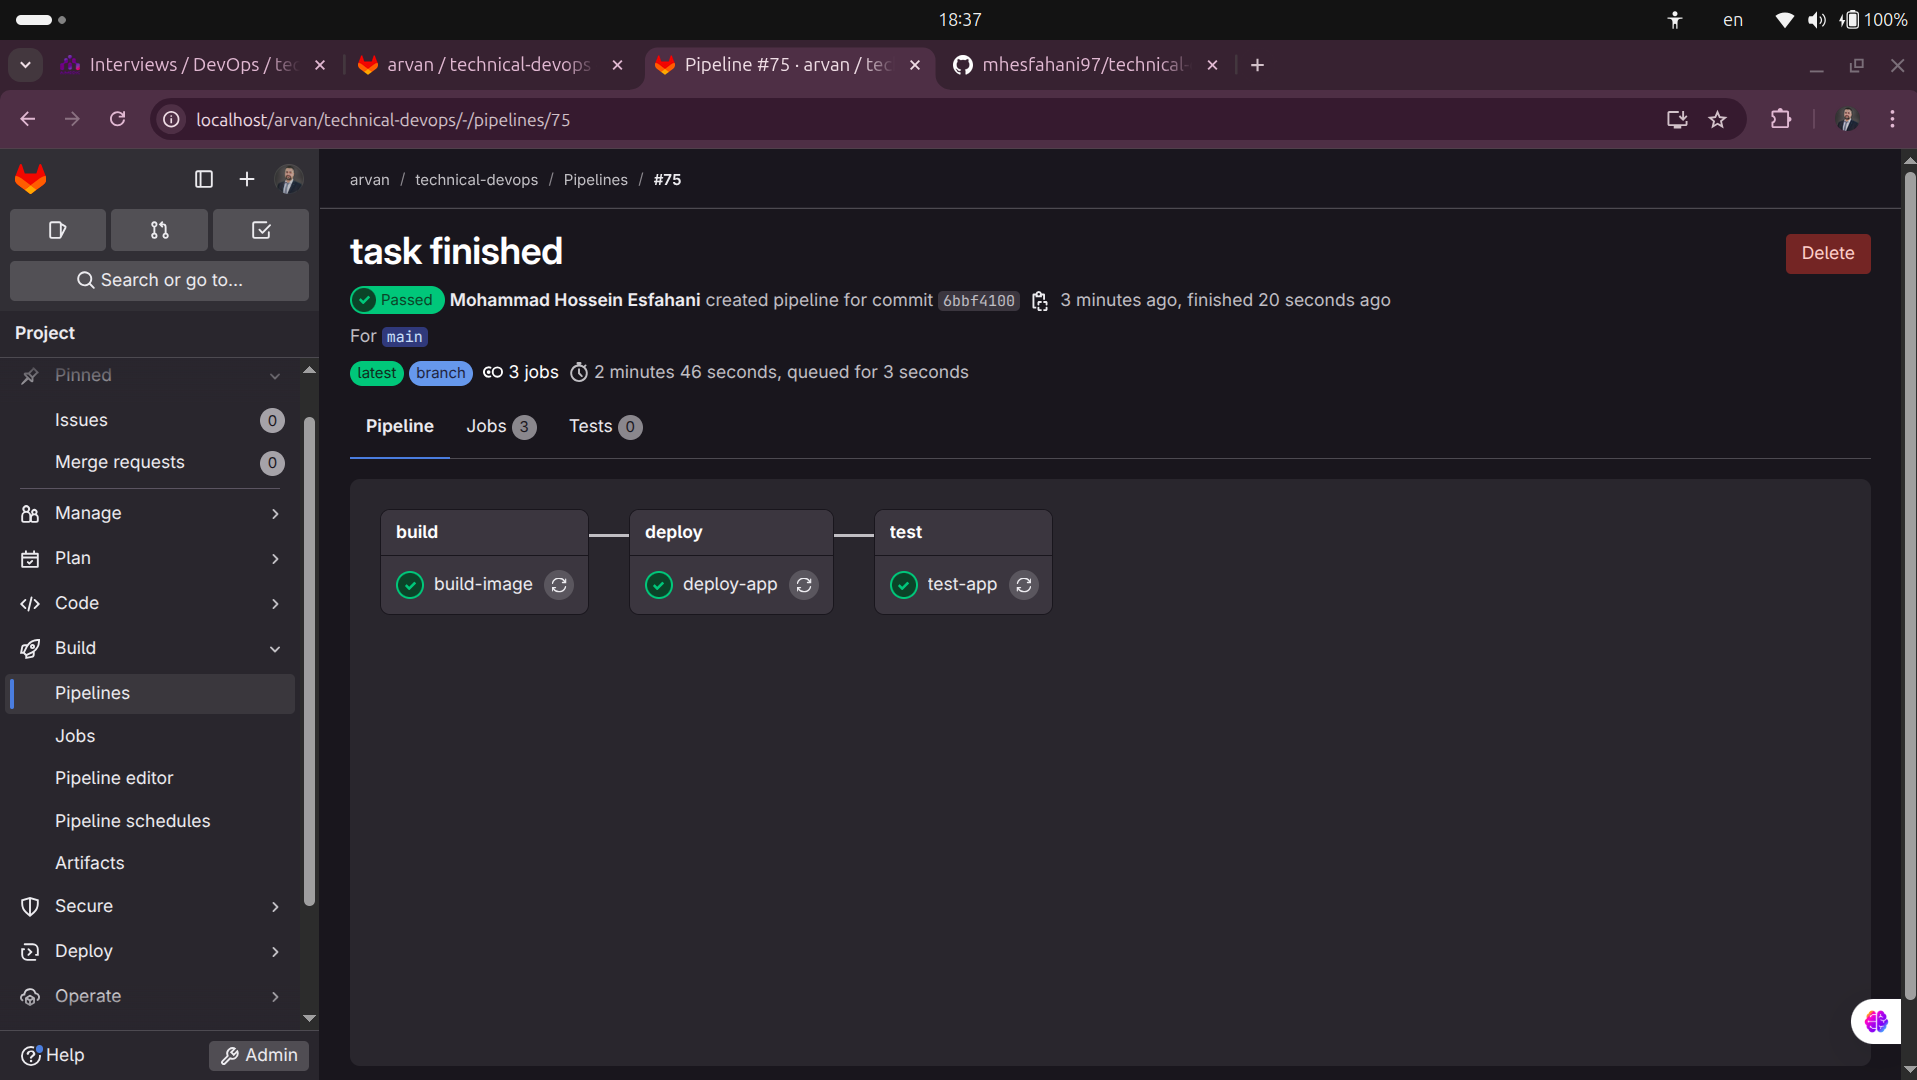 18:37
en
100%
Interviews / DevOps / tec
arvan / technical-devops
Pipeline #75 · arvan / tec
mhesfahani97/technical-
localhost/arvan/technical-devops/-/pipelines/75
Search or go to...
Project
Pinned
Issues 0
Merge requests 0
Manage
Plan
Code
Build
Pipelines
Jobs
Pipeline editor
Pipeline schedules
Artifacts
Secure
Deploy
Operate
Help
Admin
arvan / technical-devops / Pipelines / #75
task finished
Delete
Passed Mohammad Hossein Esfahani created pipeline for commit 6bbf4100 3 minutes ago, finished 20 seconds ago
For main
latest branch 3 jobs 2 minutes 46 seconds, queued for 3 seconds
Pipeline Jobs 3 Tests 0
build deploy test
build-image deploy-app test-app